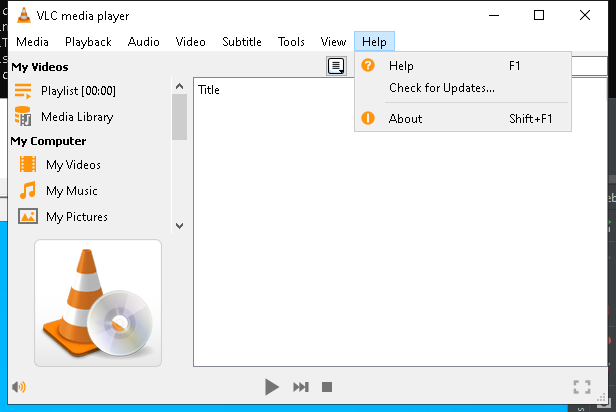 VLC media player
Media Playback Audio Video Subtitle Tools View Help
My Videos
Playlist [00:00]
Media Library
My Computer
My Videos
My Music
My Pictures
Title
Help F1
Check for Updates...
About Shift+F1